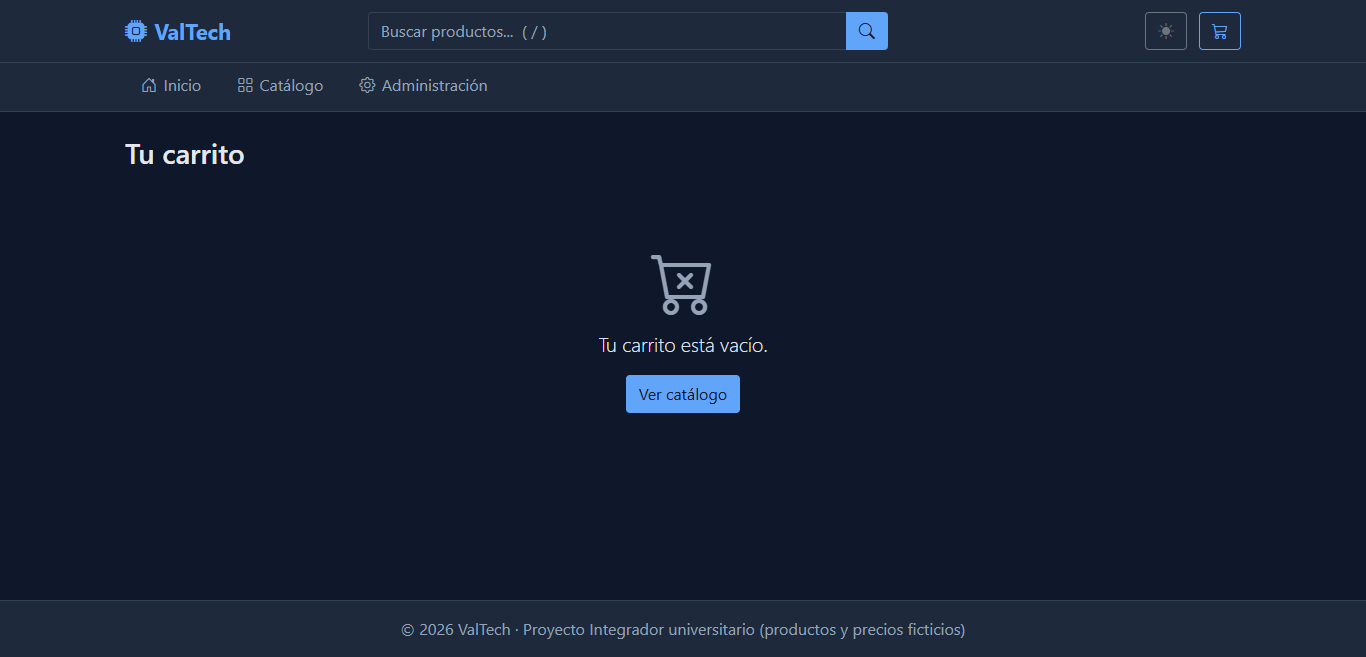 ValTech
Buscar productos... ( / )
Inicio
Catálogo
Administración
Tu carrito
Tu carrito está vacío.
Ver catálogo
© 2026 ValTech · Proyecto Integrador universitario (productos y precios ficticios)